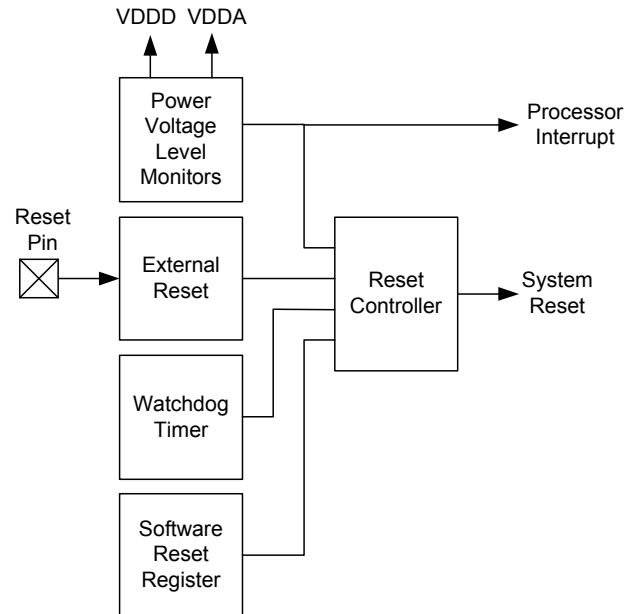 VDDD VDDA
Power
Voltage
Level
Monitors
Processor
Interrupt
Reset
Pin
External
Reset
Reset
Controller
System
Reset
Watchdog
Timer
Software
Reset
Register